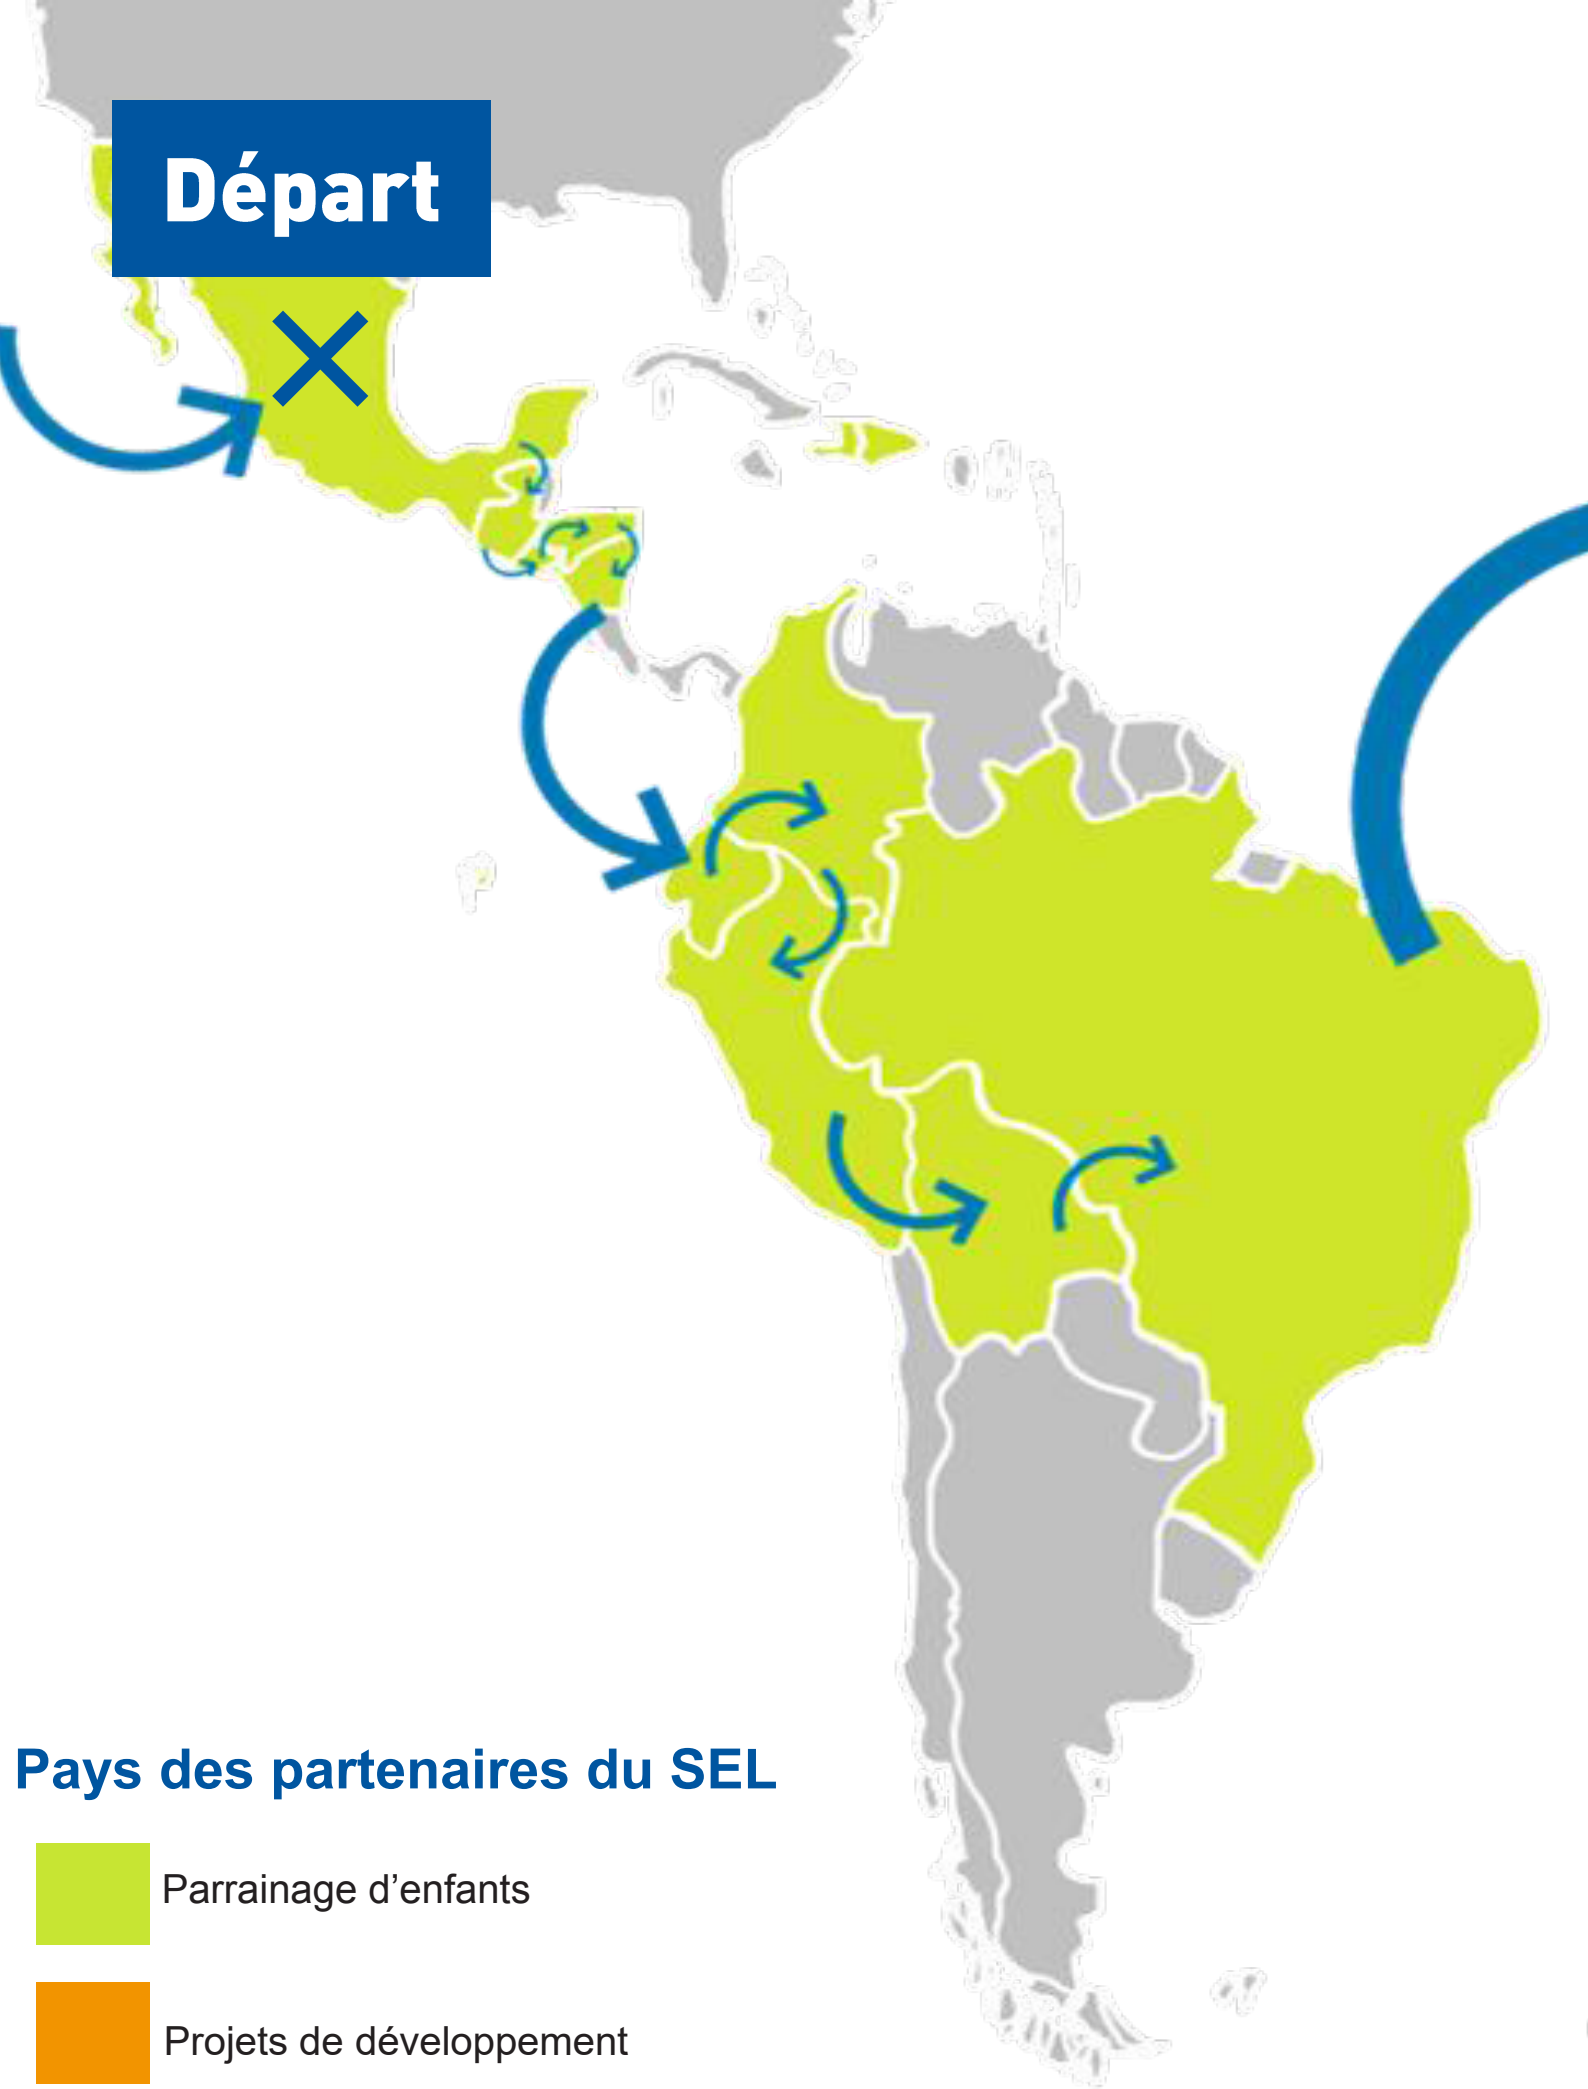 Départ
Pays des partenaires du SEL
Parrainage d’enfants
Projets de développement